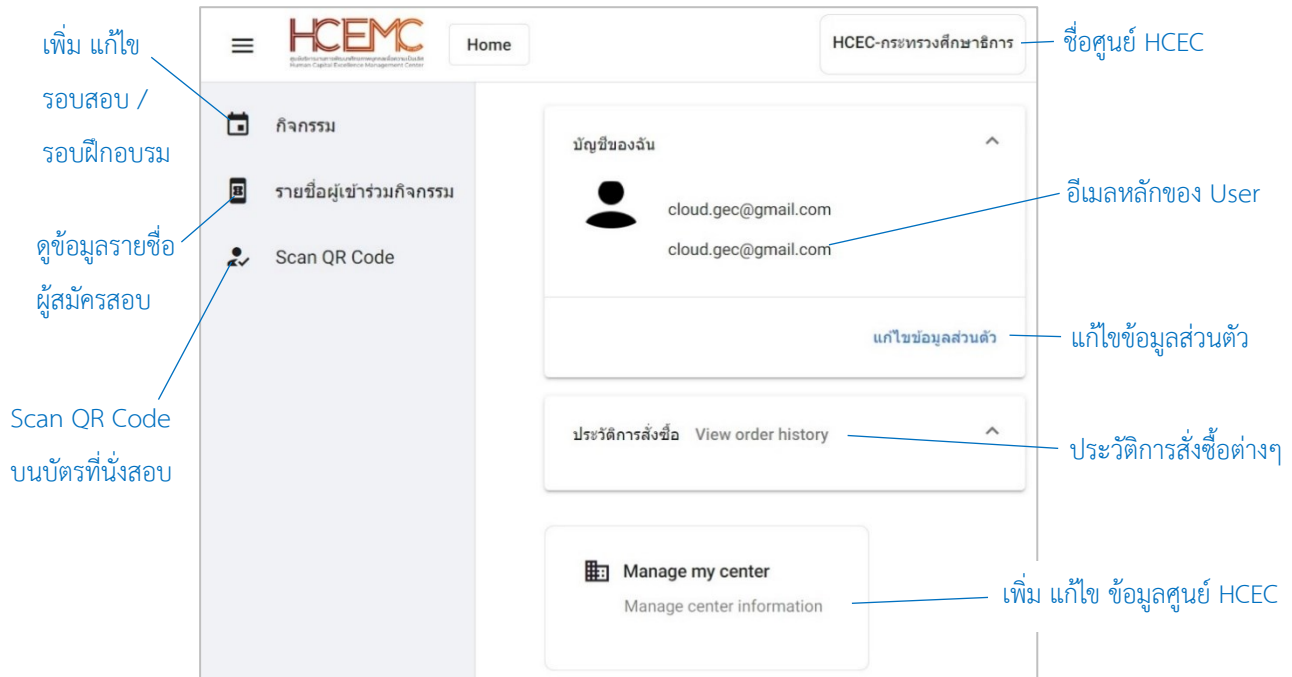 เพิ่ม แก้ไข
รอบสอบ /
รอบฝึกอบรม
ดูข้อมูลรายชื่อ
ผู้สมัครสอบ
Scan QR Code
บนบัตรที่นั่งสอบ
HCEMC
Human Capital Excellence Management Center
Home
HCEC-กระทรวงศึกษาธิการ
ชื่อศูนย์ HCEC
กิจกรรม
รายชื่อผู้เข้าร่วมกิจกรรม
Scan QR Code
บัญชีของฉัน
cloud.gec@gmail.com
cloud.gec@gmail.com
อีเมลหลักของ User
แก้ไขข้อมูลส่วนตัว
แก้ไขข้อมูลส่วนตัว
ประวัติการสั่งซื้อ View order history
ประวัติการสั่งซื้อต่างๆ
Manage my center
Manage center information
เพิ่ม แก้ไข ข้อมูลศูนย์ HCEC